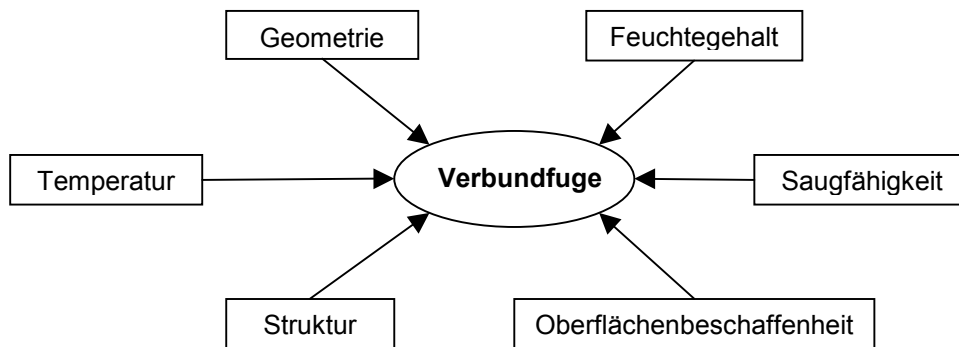 Geometrie
Feuchtegehalt
Temperatur
Verbundfuge
Saugfähigkeit
Struktur
Oberflächenbeschaffenheit